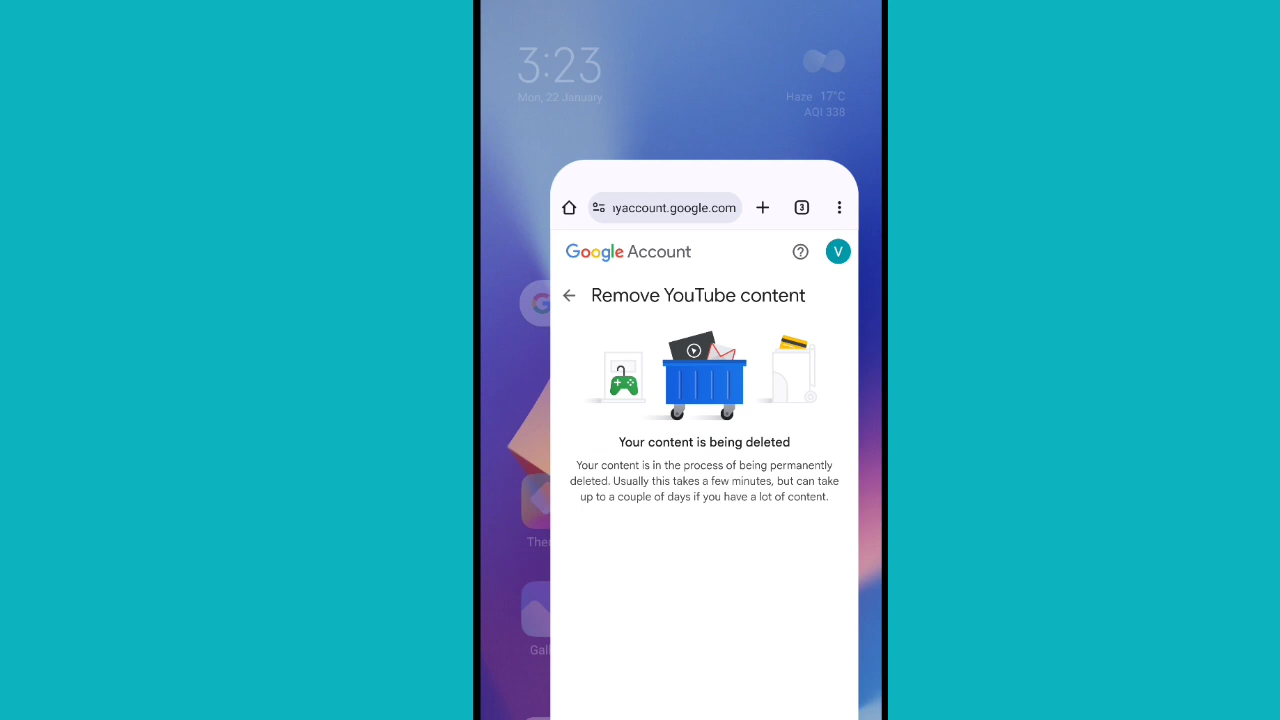 3:23
Mon, 22 January
Haze 17°C
AQI 338
yaccount.google.com
3
Google Account
V
Remove YouTube content
Your content is being deleted
Your content is in the process of being permanently
deleted. Usually this takes a few minutes, but can take
up to a couple of days if you have a lot of content.
The
Gall